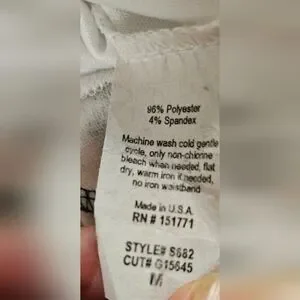 96% Polyester
4% Spandex
Machine wash cold gentle
cycle, only non-chlorine
bleach when needed, flat
dry, warm iron if needed,
no iron waistband
Made in U.S.A.
RN # 151771
STYLE# S682
CUT# G15645
M